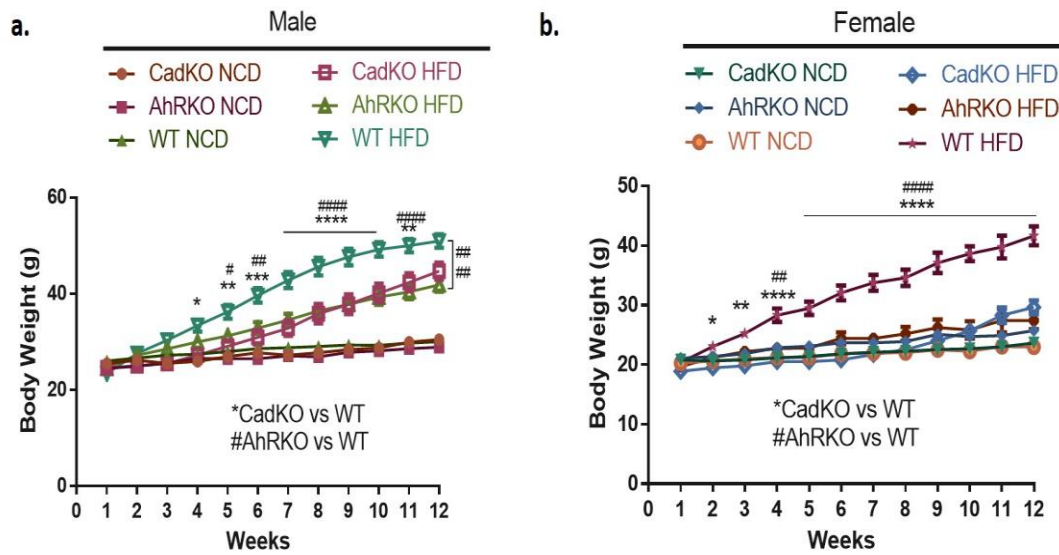 a.
Male
CadKO NCD
CadKO HFD
AhRKO NCD
AhRKO HFD
WT NCD
WT HFD
Body Weight (g)
60
40
20
0
*
#
**
##
***
####
****
####
**
##
##
*CadKO vs WT
#AhRKO vs WT
0 1 2 3 4 5 6 7 8 9 10 11 12
Weeks
b.
Female
CadKO NCD
CadKO HFD
AhRKO NCD
AhRKO HFD
WT NCD
WT HFD
Body Weight (g)
50
40
30
20
10
0
*
**
##
****
####
****
*CadKO vs WT
#AhRKO vs WT
0 1 2 3 4 5 6 7 8 9 10 11 12
Weeks